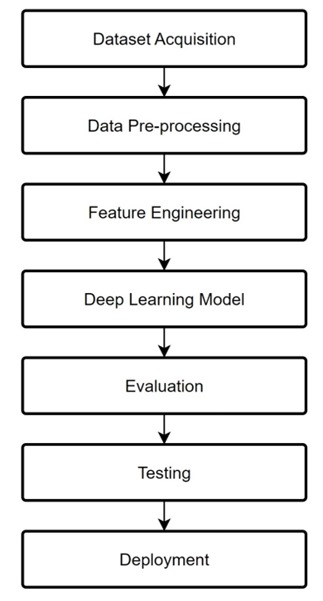 Dataset Acquisition
Data Pre-processing
Feature Engineering
Deep Learning Model
Evaluation
Testing
Deployment